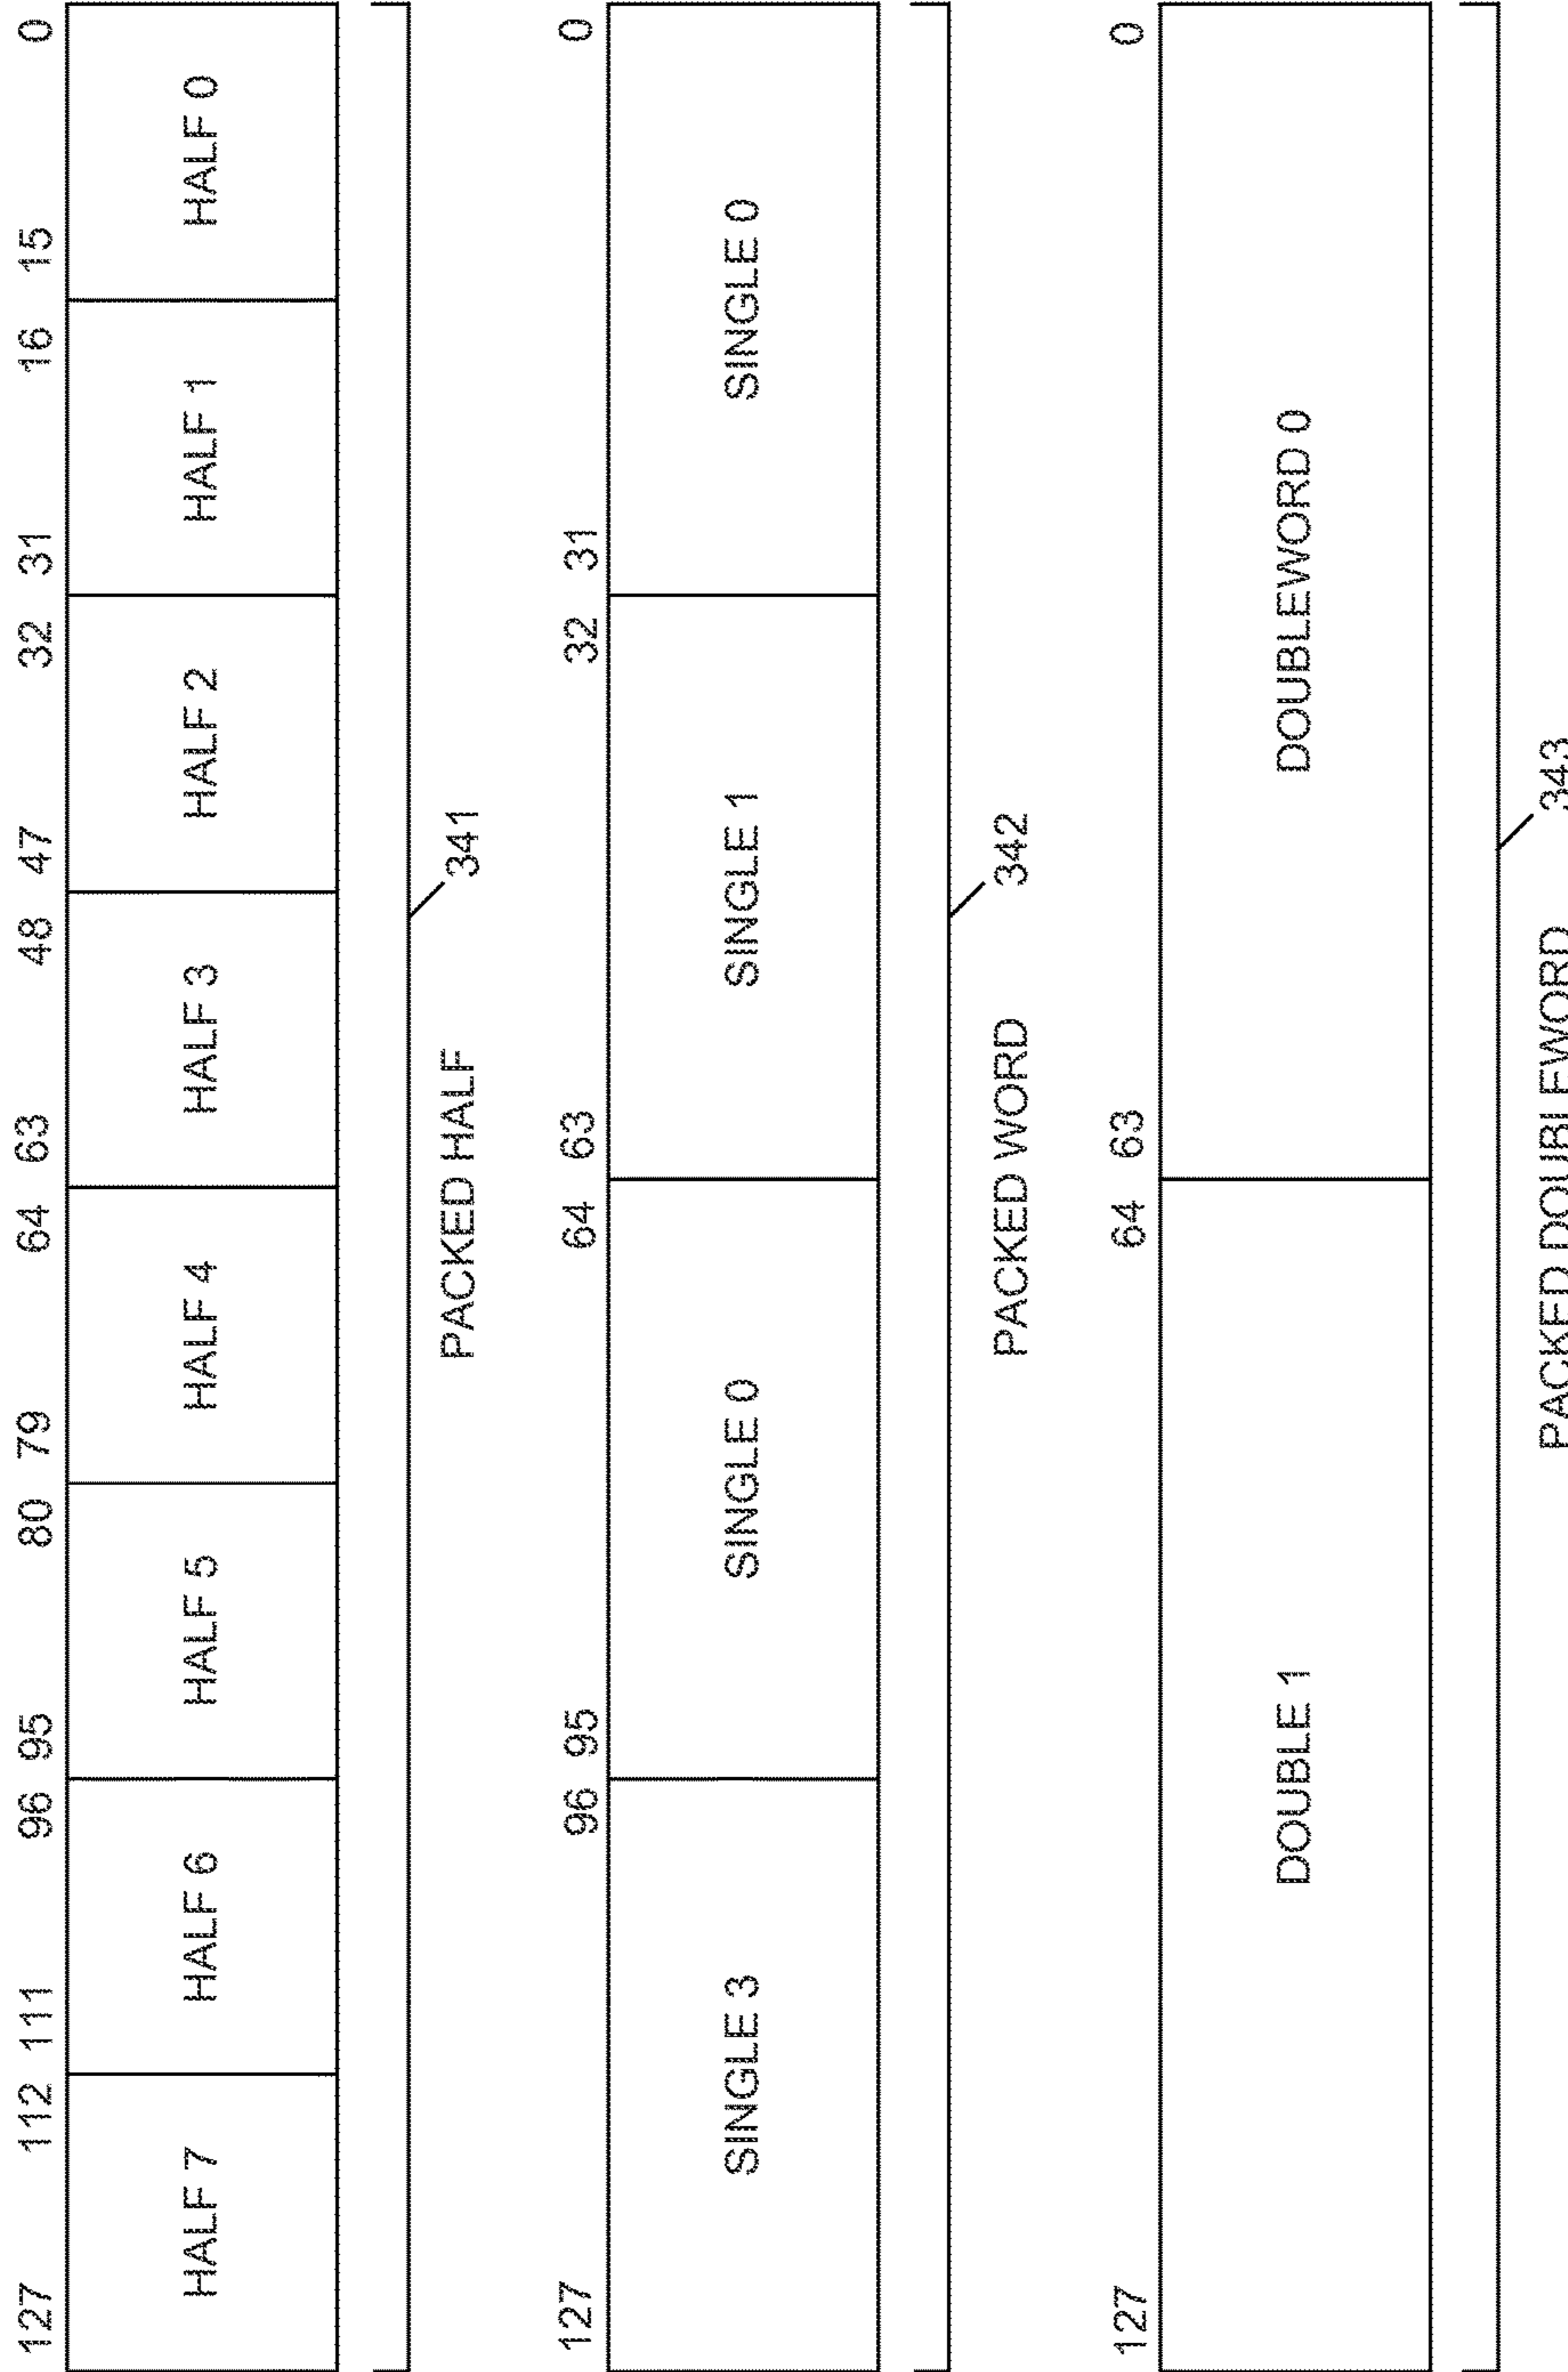 127 112 111 96 95 80 79 64 63 48 47 32 31 16 15 0
HALF 7 HALF 6 HALF 5 HALF 4 HALF 3 HALF 2 HALF 1 HALF 0
PACKED HALF 341
127 96 95 64 63 32 31 0
SINGLE 3 SINGLE 0 SINGLE 1 SINGLE 0
PACKED WORD 342
127 64 63 0
DOUBLE 1 DOUBLEWORD 0
PACKED DOUBLEWORD 343